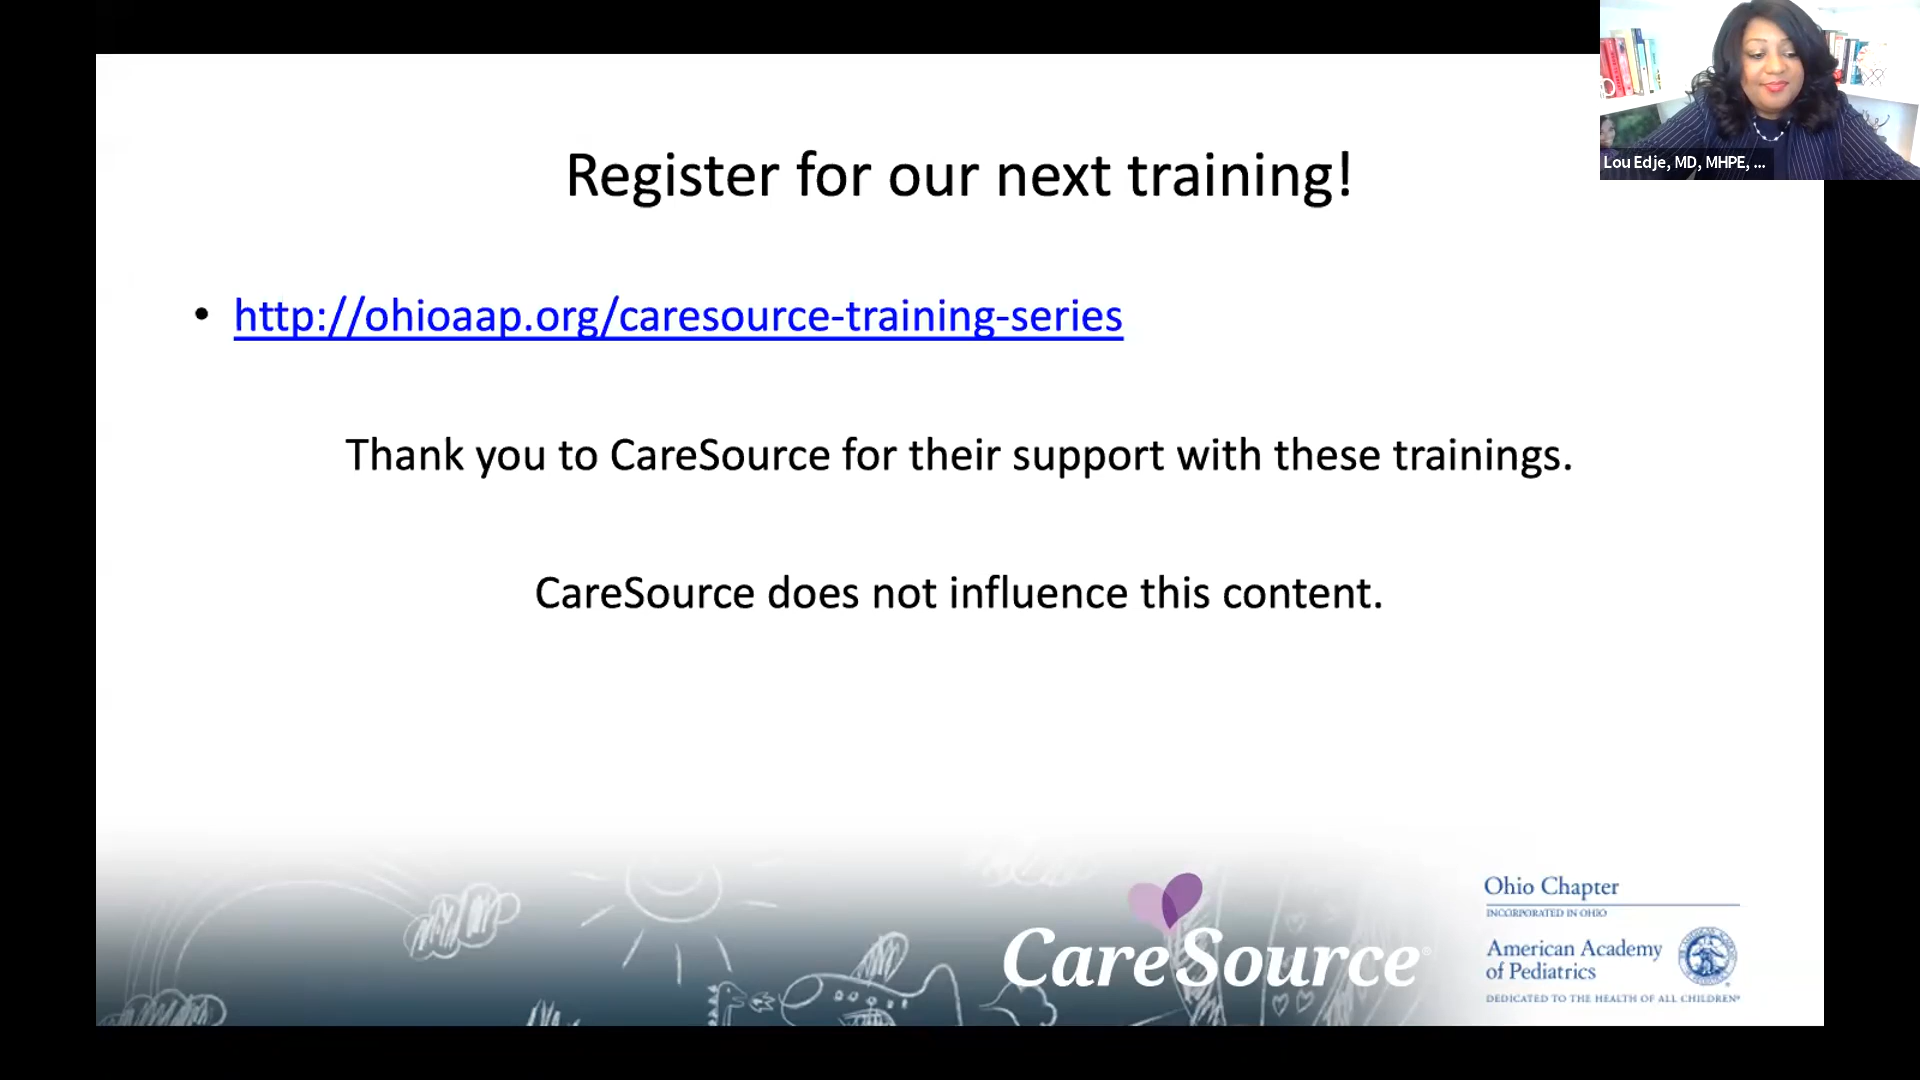 Lou Edje, MD, MHPE, ...
Register for our next training!
• http://ohioaap.org/caresource-training-series
Thank you to CareSource for their support with these trainings.
CareSource does not influence this content.
CareSource®
Ohio Chapter
INCORPORATED IN OHIO
American Academy
of Pediatrics
DEDICATED TO THE HEALTH OF ALL CHILDREN®